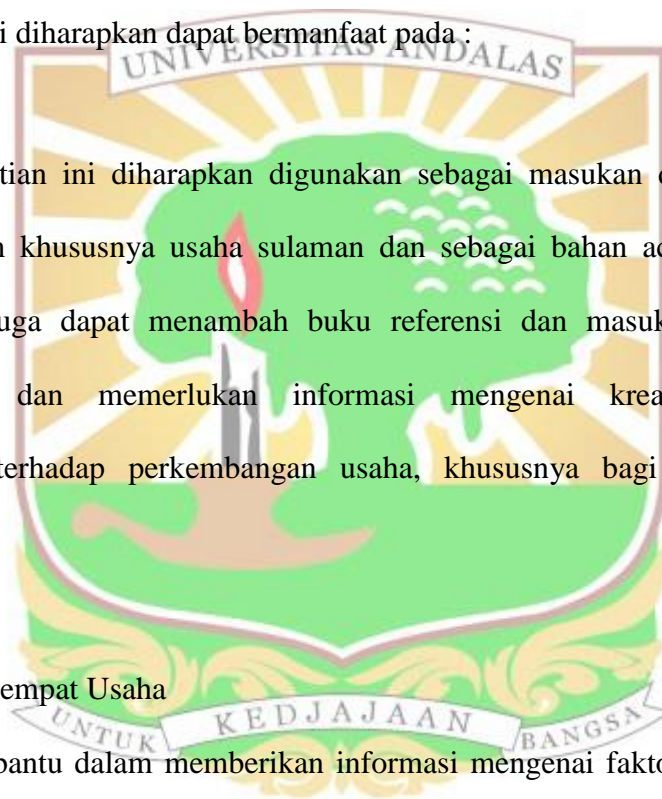 i diharapkan dapat bermanfaat pada :
UNIVERSITAS ANDALAS
tian ini diharapkan digunakan sebagai masukan
khususnya usaha sulaman dan sebagai bahan
uga dapat menambah buku referensi dan masuk
dan memerlukan informasi mengenai krea
terhadap perkembangan usaha, khususnya bagi
empat Usaha
UNTUK KEDJAJAAN BANGSA
bantu dalam memberikan informasi mengenai fakto